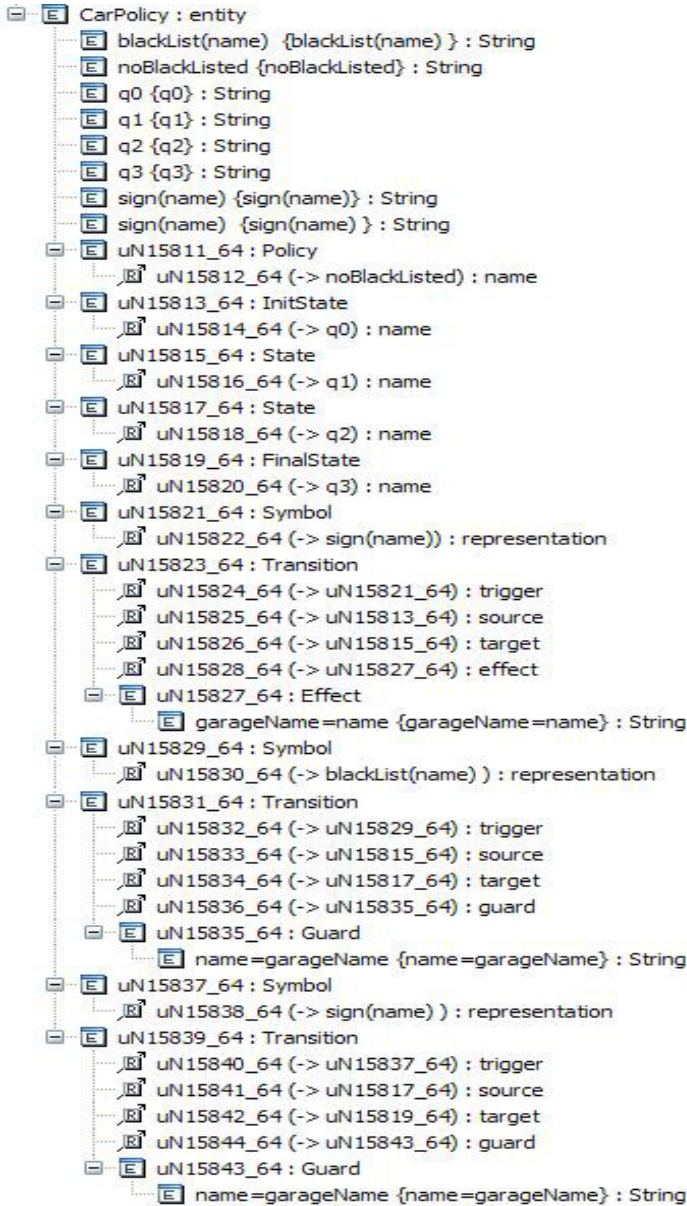 CarPolicy : entity
blackList(name) {blackList(name) } : String
noBlackListed {noBlackListed} : String
q0 {q0} : String
q1 {q1} : String
q2 {q2} : String
q3 {q3} : String
sign(name) {sign(name)} : String
sign(name) {sign(name) } : String
uN15811_64 : Policy
uN15812_64 (-> noBlackListed) : name
uN15813_64 : InitState
uN15814_64 (-> q0) : name
uN15815_64 : State
uN15816_64 (-> q1) : name
uN15817_64 : State
uN15818_64 (-> q2) : name
uN15819_64 : FinalState
uN15820_64 (-> q3) : name
uN15821_64 : Symbol
uN15822_64 (-> sign(name)) : representation
uN15823_64 : Transition
uN15824_64 (-> uN15821_64) : trigger
uN15825_64 (-> uN15813_64) : source
uN15826_64 (-> uN15815_64) : target
uN15828_64 (-> uN15827_64) : effect
uN15827_64 : Effect
garageName=name {garageName=name} : String
uN15829_64 : Symbol
uN15830_64 (-> blackList(name) ) : representation
uN15831_64 : Transition
uN15832_64 (-> uN15829_64) : trigger
uN15833_64 (-> uN15815_64) : source
uN15834_64 (-> uN15817_64) : target
uN15836_64 (-> uN15835_64) : guard
uN15835_64 : Guard
name=garageName {name=garageName} : String
uN15837_64 : Symbol
uN15838_64 (-> sign(name) ) : representation
uN15839_64 : Transition
uN15840_64 (-> uN15837_64) : trigger
uN15841_64 (-> uN15817_64) : source
uN15842_64 (-> uN15819_64) : target
uN15844_64 (-> uN15843_64) : guard
uN15843_64 : Guard
name=garageName {name=garageName} : String